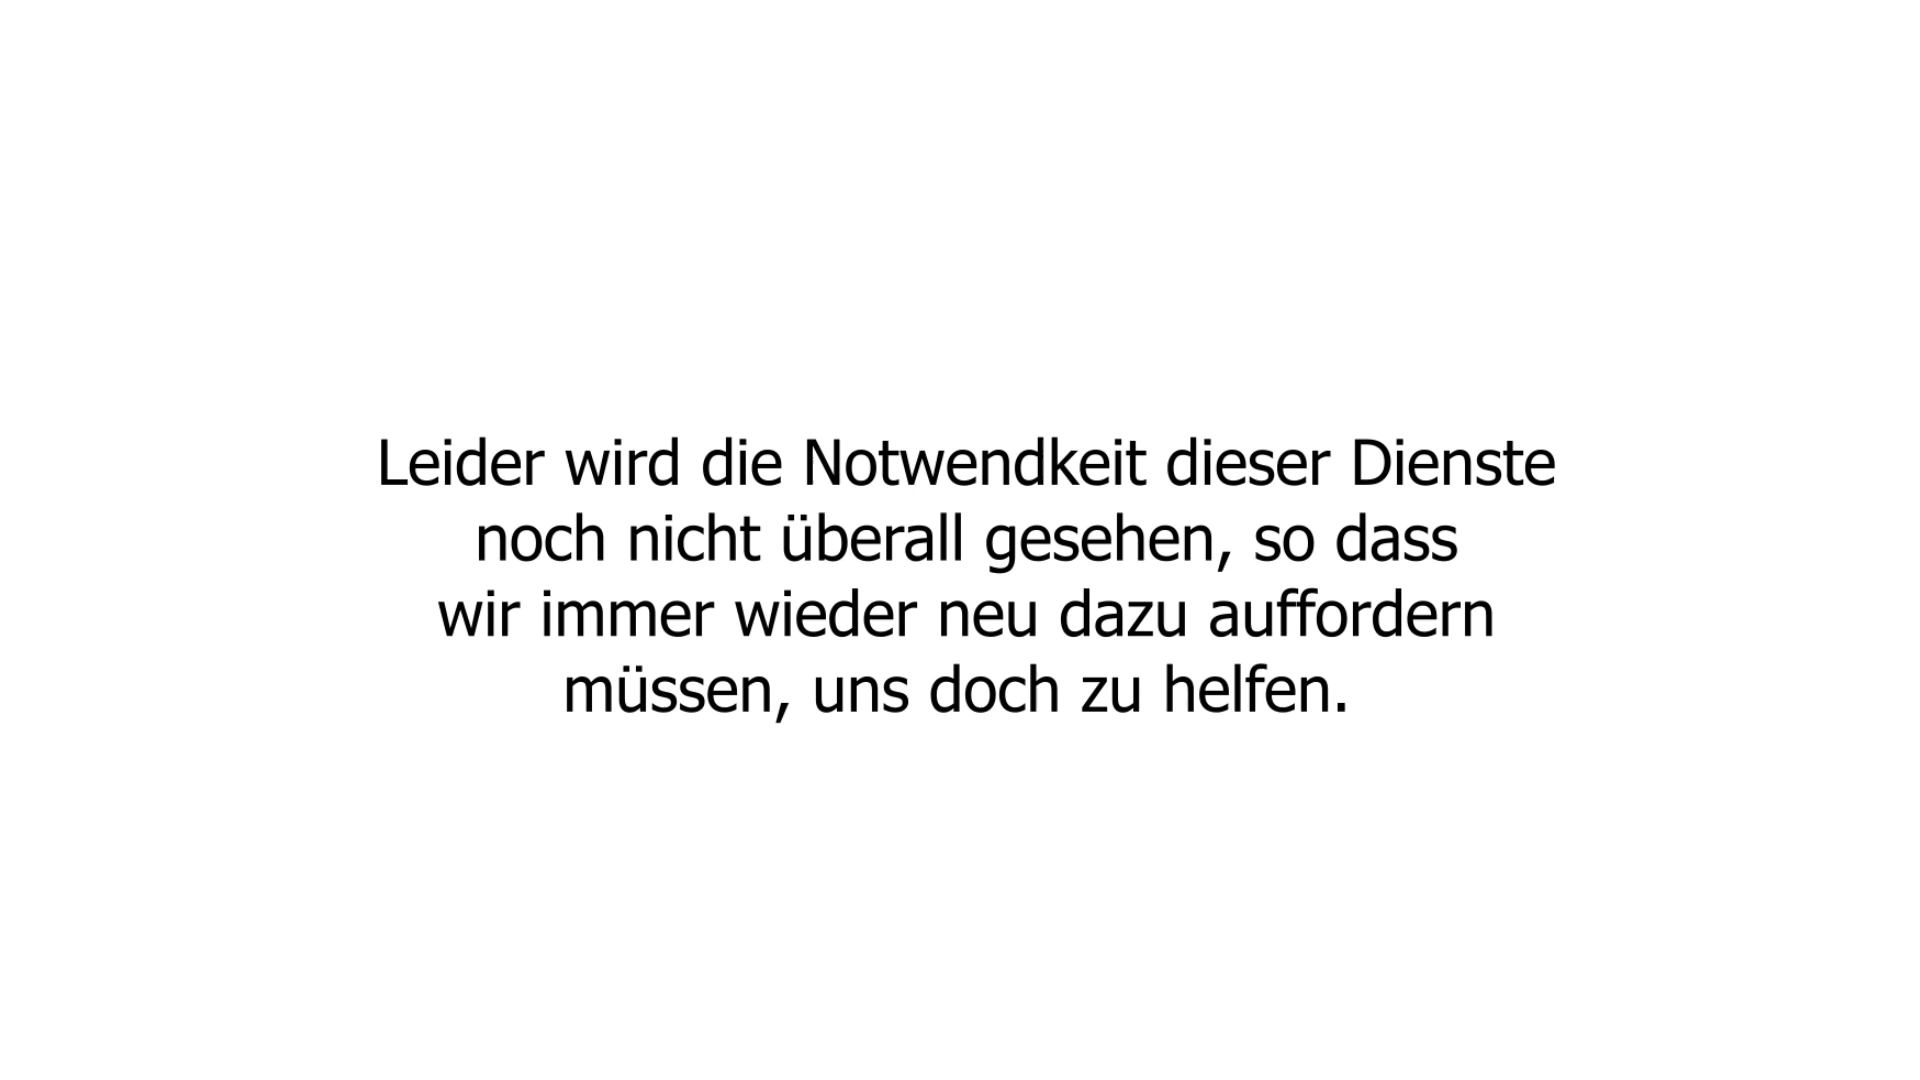 Leider wird die Notwendkeit dieser Dienste
noch nicht überall gesehen, so dass
wir immer wieder neu dazu auffordern
müssen, uns doch zu helfen.